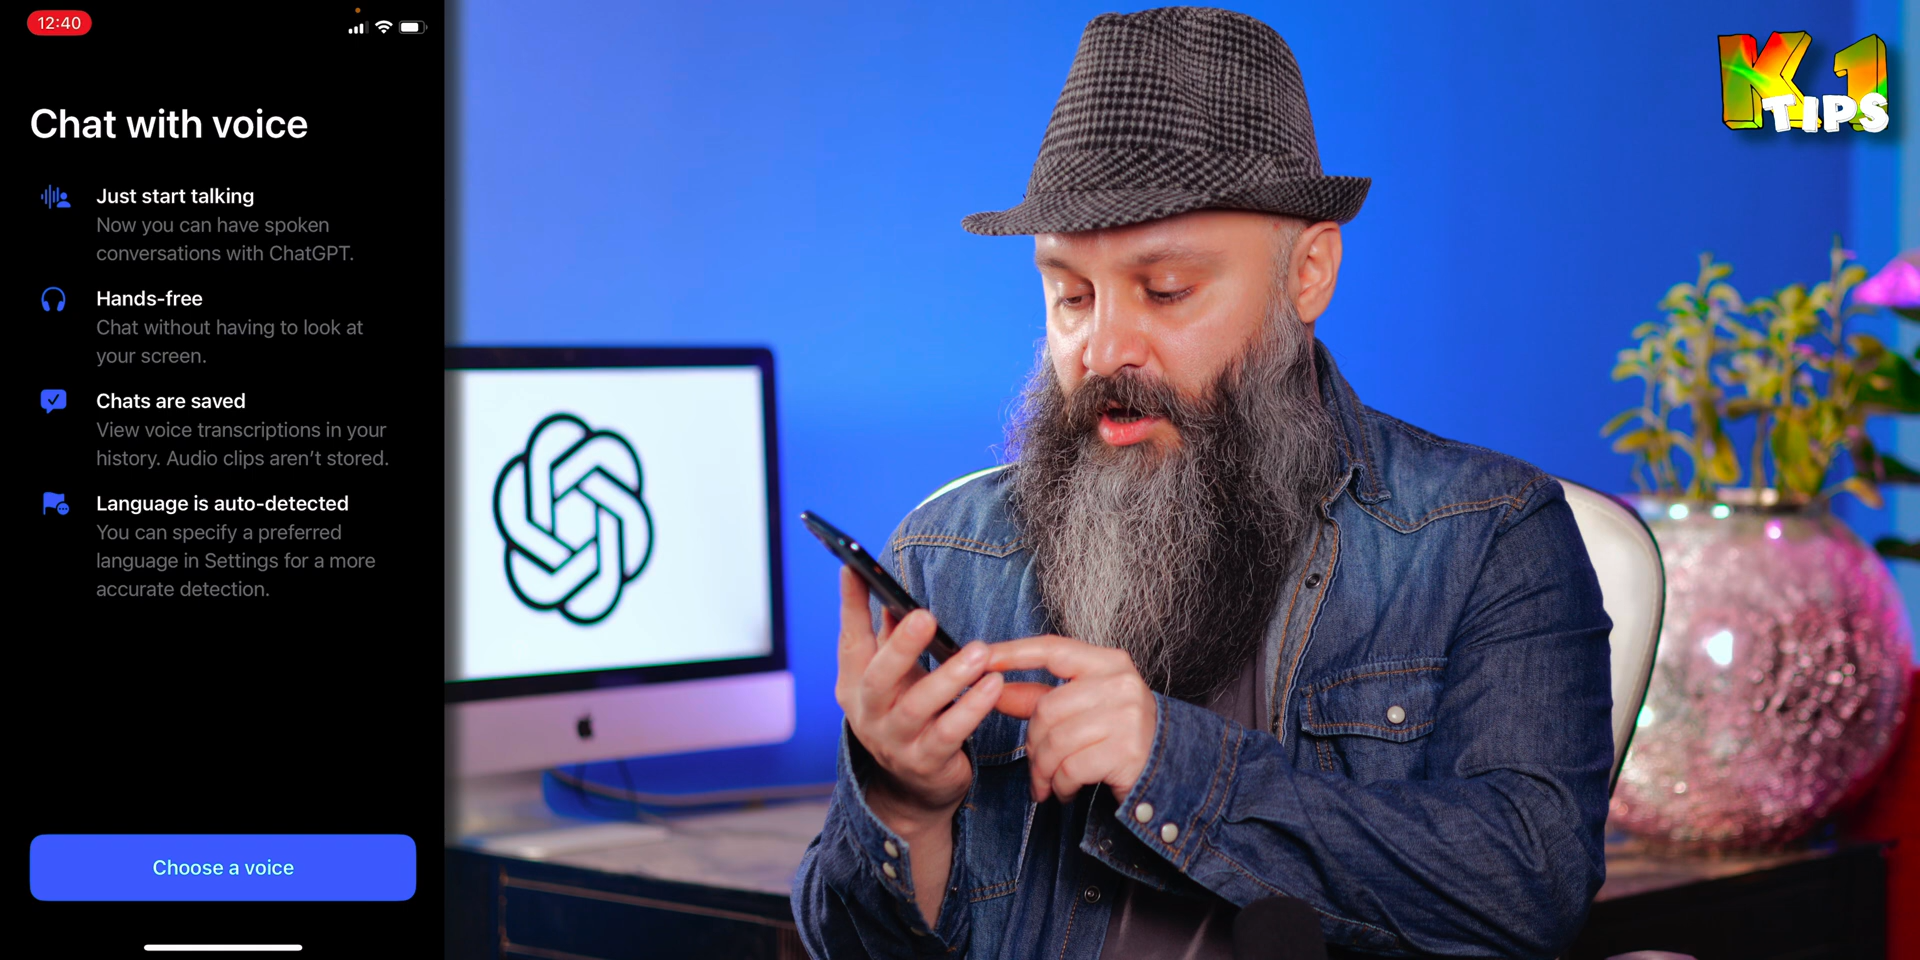 12:40
Chat with voice
Just start talking
Now you can have spoken
conversations with ChatGPT.
Hands-free
Chat without having to look at
your screen.
Chats are saved
View voice transcriptions in your
history. Audio clips aren’t stored.
Language is auto-detected
You can specify a preferred
language in Settings for a more
accurate detection.
Choose a voice
K1
TIPS